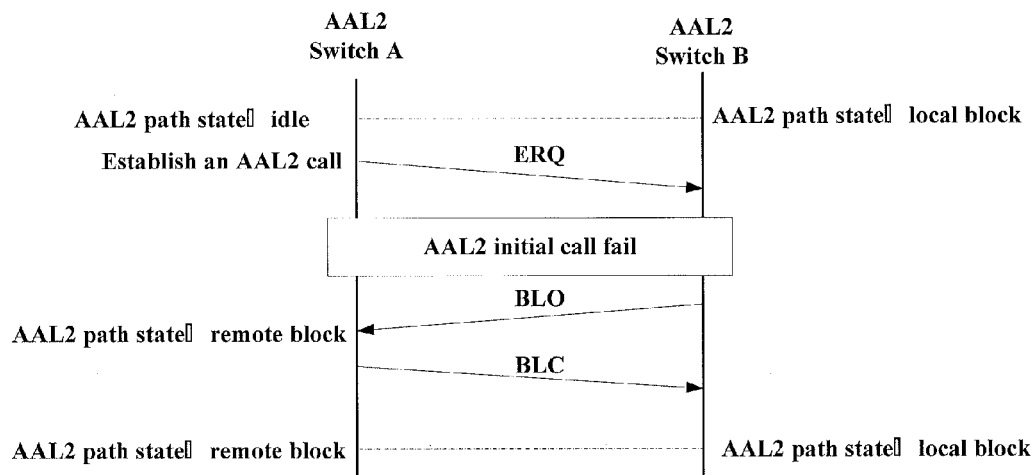 AAL2
Switch A
AAL2
Switch B
AAL2 path state▯ idle
AAL2 path state▯ local block
Establish an AAL2 call
ERQ
AAL2 initial call fail
BLO
AAL2 path state▯ remote block
BLC
AAL2 path state▯ remote block
AAL2 path state▯ local block